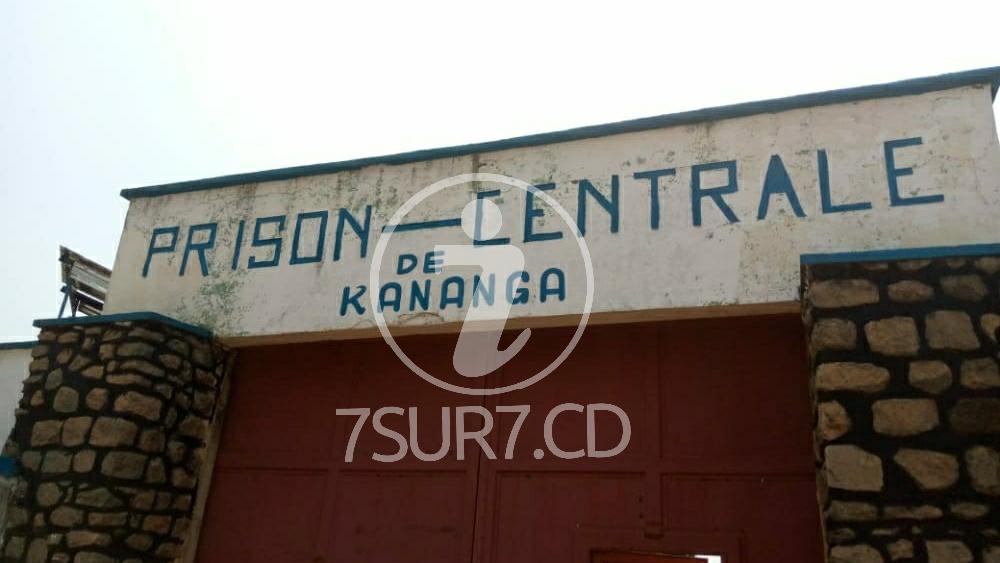 PRISON-CENTRALE
DE
KANANGA
7SUR7.CD